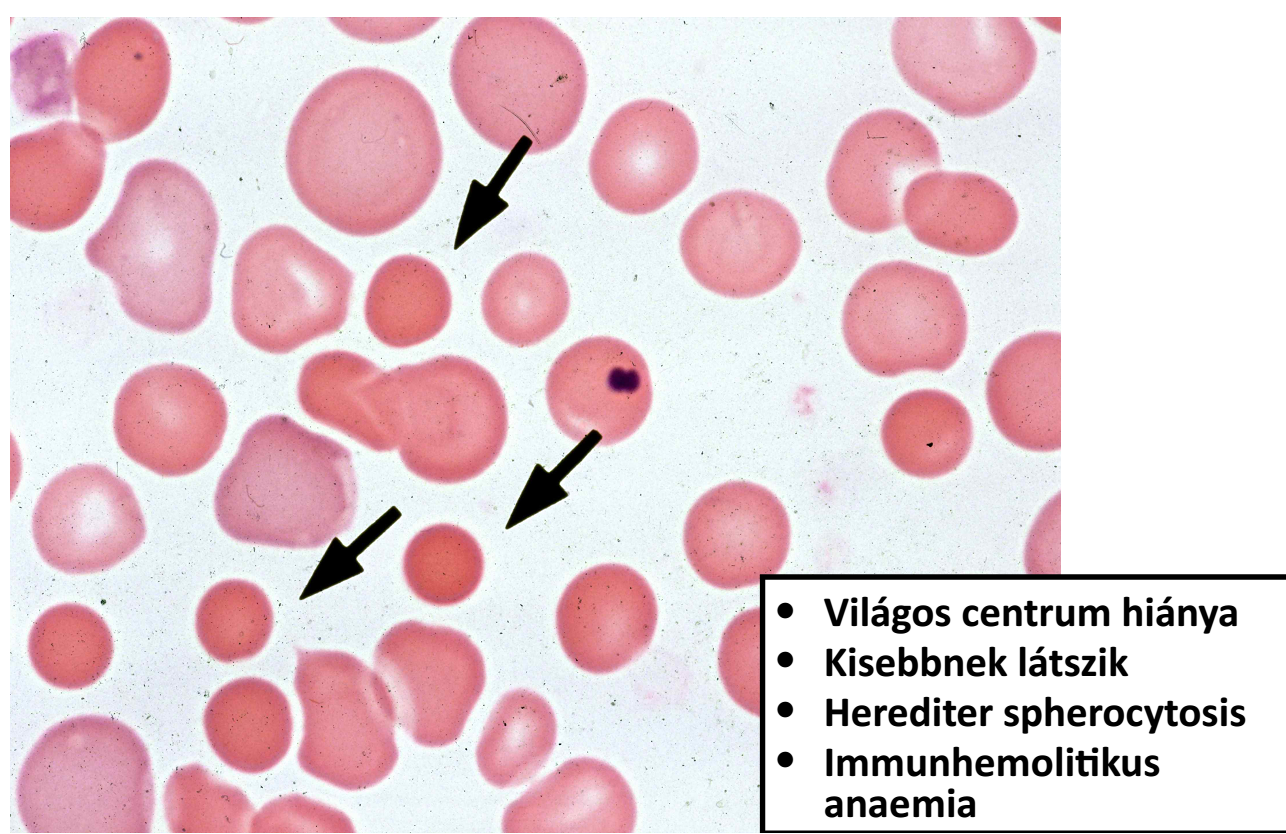 • Világos centrum hiánya
• Kisebbnek látszik
• Herediter spherocytosis
• Immunhemolitikus
anaemia